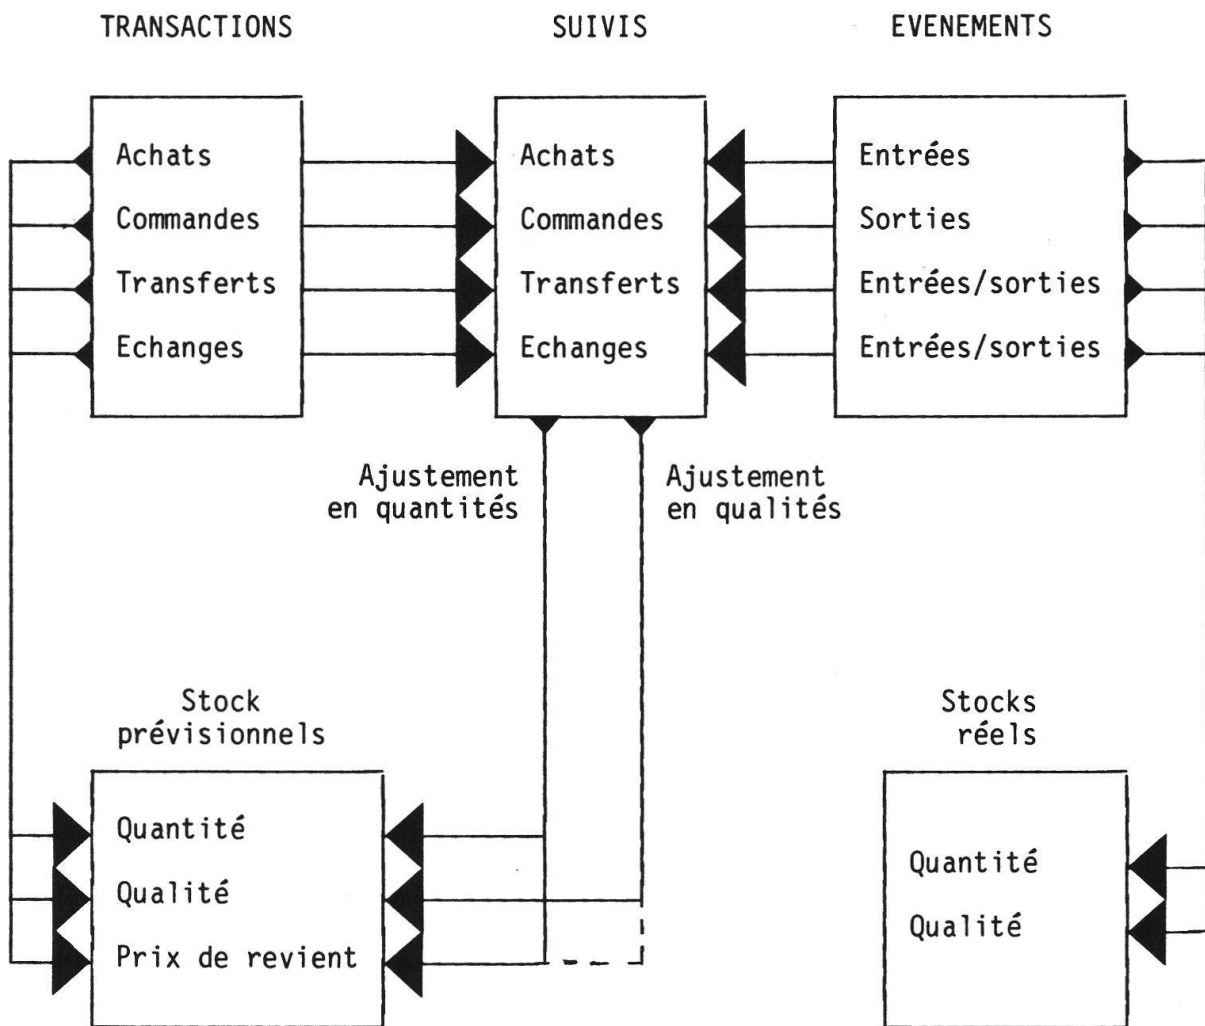 TRANSACTIONS
SUIVIS
EVENEMENTS
Achats
Commandes
Transferts
Echanges
Achats
Commandes
Transferts
Echanges
Entrées
Sorties
Entrées/sorties
Entrées/sorties
Ajustement
en quantités
Ajustement
en qualités
Stock
prévisionnels
Quantité
Qualité
Prix de revient
Stocks
réels
Quantité
Qualité